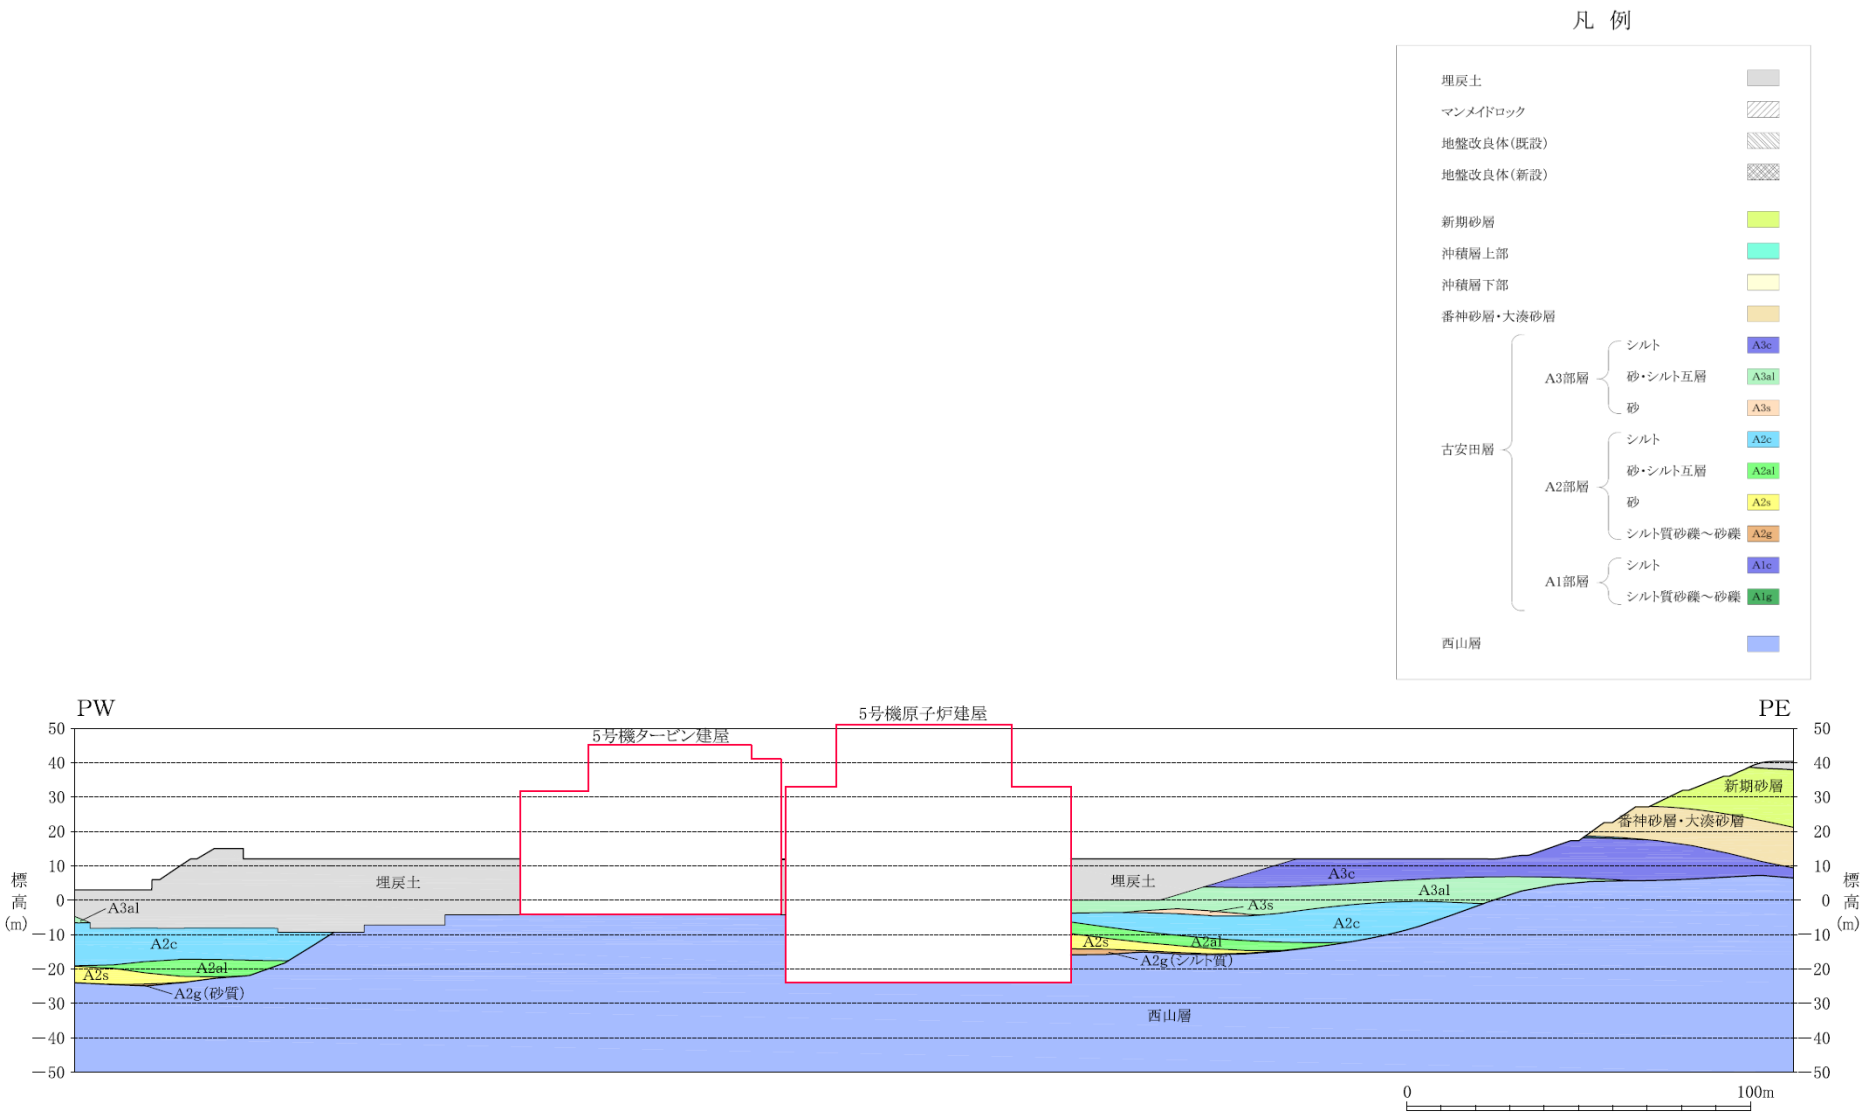 凡 例
埋戻土
マンメイドロック
地盤改良体(既設)
地盤改良体(新設)
新期砂層
沖積層上部
沖積層下部
番神砂層・大湊砂層
古安田層
A3部層
シルト A3c
砂・シルト互層 A3al
砂 A3s
A2部層
シルト A2c
砂・シルト互層 A2al
砂 A2s
シルト質砂礫~砂礫 A2g
A1部層
シルト A1c
シルト質砂礫~砂礫 A1g
西山層
PW
PE
5号機原子炉建屋
5号機タービン建屋
50
40
30
20
10
0
-10
-20
-30
-40
-50
標高(m)
埋戻土
A3al
A2c
A2al
A2s
A2g(砂質)
埋戻土
A3c
A3al
A3s
A2c
A2s
A2al
A2g(シルト質)
西山層
新期砂層
番神砂層・大湊砂層
50
40
30
20
10
0
-10
-20
-30
-40
-50
標高(m)
0 100m